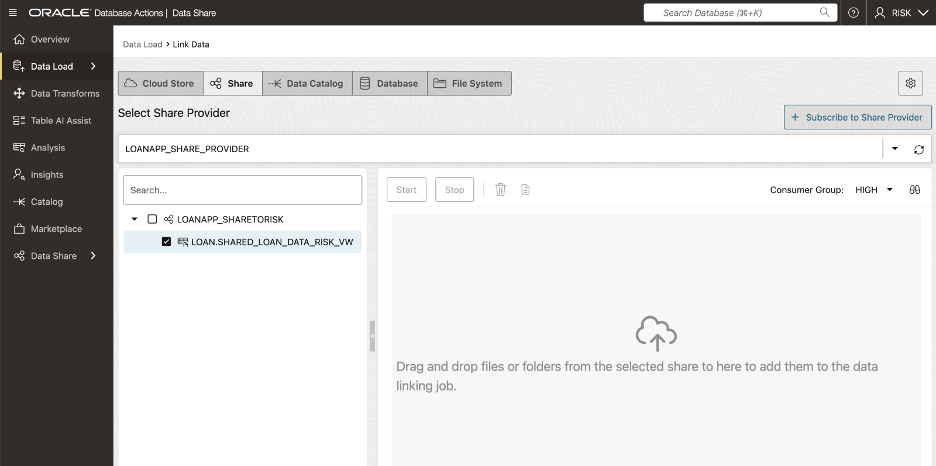 ORACLE Database Actions | Data Share
Search Database (⌘+K)
RISK
Overview
Data Load
Data Transforms
Table AI Assist
Analysis
Insights
Catalog
Marketplace
Data Share
Data Load > Link Data
Cloud Store
Share
Data Catalog
Database
File System
Select Share Provider
+ Subscribe to Share Provider
LOANAPP_SHARE_PROVIDER
Search...
LOANAPP_SHARETORISK
LOAN.SHARED_LOAN_DATA_RISK_VW
Start
Stop
Consumer Group: HIGH
Drag and drop files or folders from the selected share to here to add them to the data
linking job.